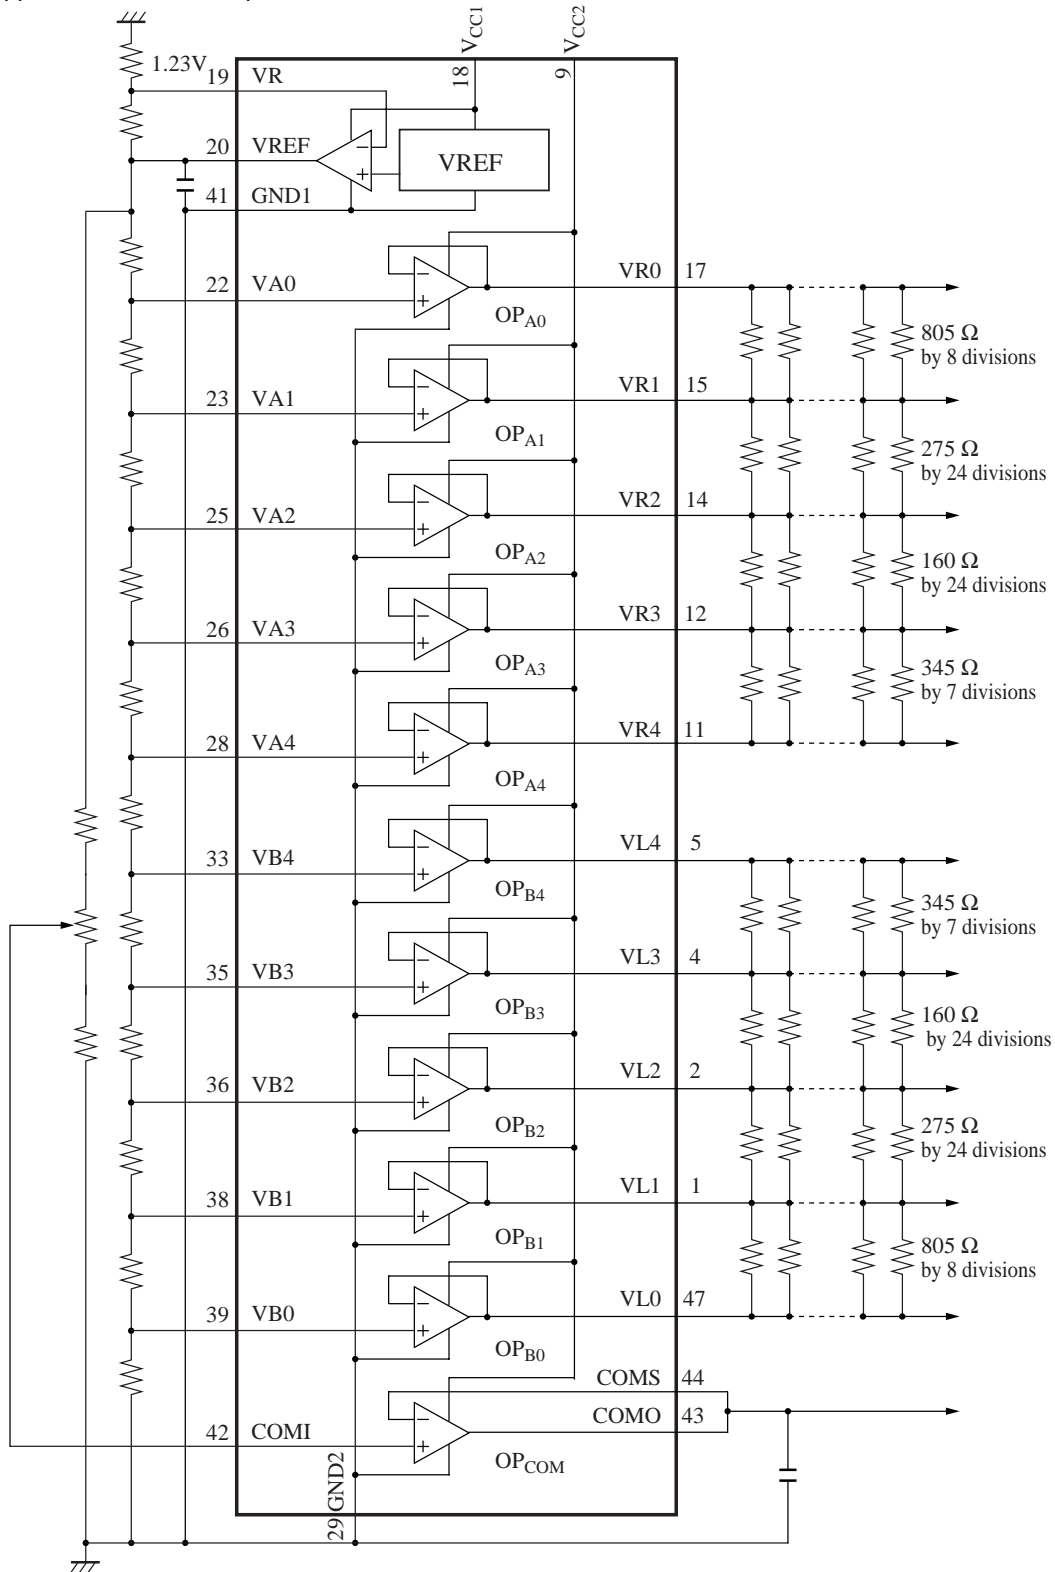 VCC1
VCC2
18
9
1.23V
19 VR
20 VREF
VREF
− +
41 GND1
22 VA0
− +
OPA0
VR0 17
805 Ω
by 8 divisions
23 VA1
− +
OPA1
VR1 15
275 Ω
by 24 divisions
25 VA2
− +
OPA2
VR2 14
160 Ω
by 24 divisions
26 VA3
− +
OPA3
VR3 12
345 Ω
by 7 divisions
28 VA4
− +
OPA4
VR4 11
33 VB4
− +
OPB4
VL4 5
345 Ω
by 7 divisions
35 VB3
− +
OPB3
VL3 4
160 Ω
by 24 divisions
36 VB2
− +
OPB2
VL2 2
275 Ω
by 24 divisions
38 VB1
− +
OPB1
VL1 1
805 Ω
by 8 divisions
39 VB0
− +
OPB0
VL0 47
COMS 44
COMO 43
42 COMI
− +
OPCOM
29 GND2